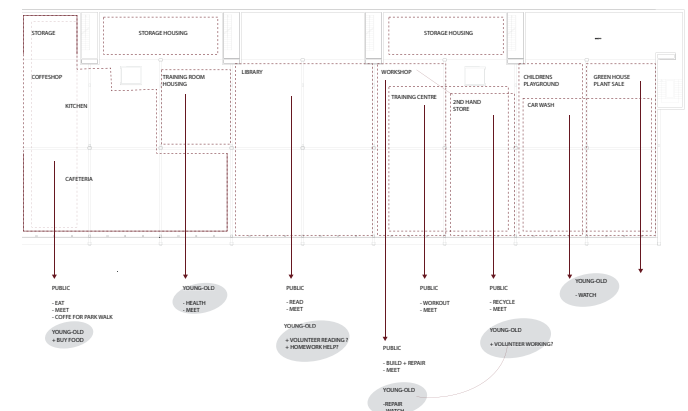 STORAGE
STORAGE HOUSING
STORAGE HOUSING
COFFESHOP
TRAINING ROOM
HOUSING
LIBRARY
WORKSHOP
CHILDRENS
PLAYGROUND
GREEN HOUSE
PLANT SALE
KITCHEN
TRAINING CENTRE
2ND HAND
STORE
CAR WASH
CAFETERIA
PUBLIC
- EAT
- MEET
- COFFE FOR PARK WALK
YOUNG-OLD
+ BUY FOOD
YOUNG-OLD
- HEALTH
- MEET
PUBLIC
- READ
- MEET
YOUNG-OLD
+ VOLUNTEER READING ?
+ HOMEWORK HELP?
PUBLIC
- BUILD + REPAIR
- MEET
YOUNG-OLD
-REPAIR
-WATCH
PUBLIC
- WORKOUT
- MEET
PUBLIC
- RECYCLE
- MEET
YOUNG-OLD
+ VOLUNTEER WORKING?
YOUNG-OLD
- WATCH